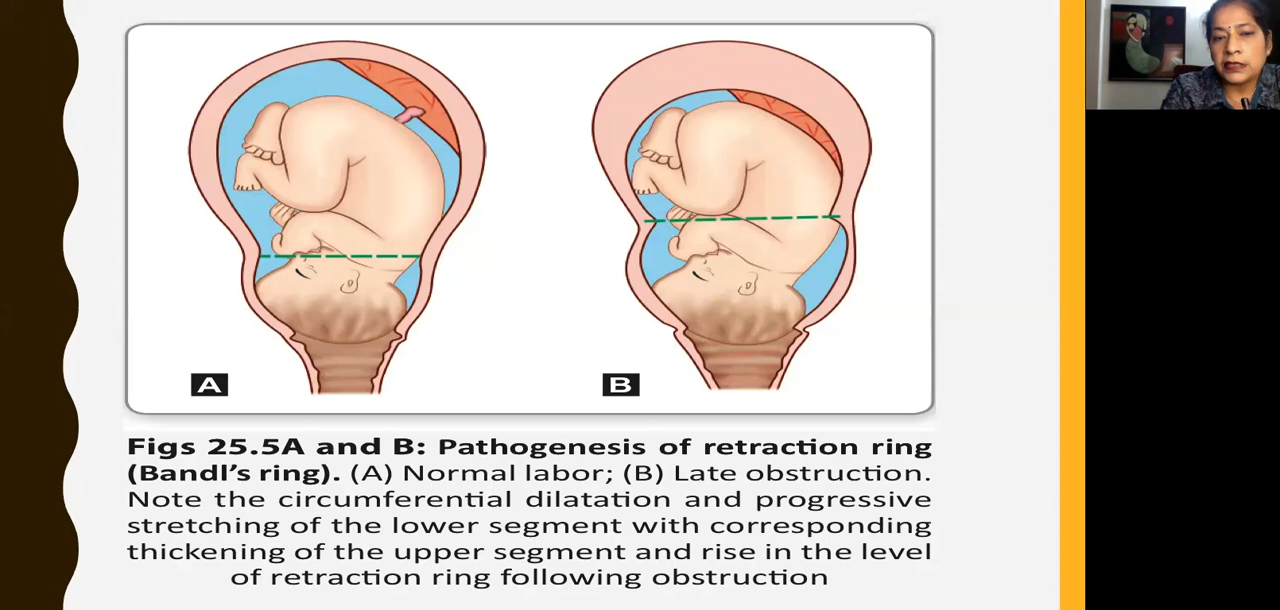 A
B
Figs 25.5A and B: Pathogenesis of retraction ring
(Bandl’s ring). (A) Normal labor; (B) Late obstruction.
Note the circumferential dilatation and progressive
stretching of the lower segment with corresponding
thickening of the upper segment and rise in the level
of retraction ring following obstruction